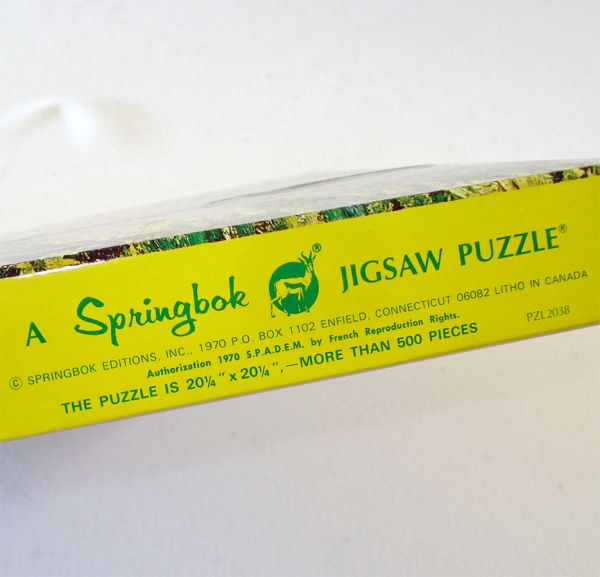 A Springbok ® JIGSAW PUZZLE®
© SPRINGBOK EDITIONS, INC., 1970 P.O. BOX 1102 ENFIELD, CONNECTICUT 06082 LITHO IN CANADA
Authorization 1970 S.P.A.D.E.M. by French Reproduction Rights.
PZL2038
THE PUZZLE IS 20¼" x 20¼",—MORE THAN 500 PIECES